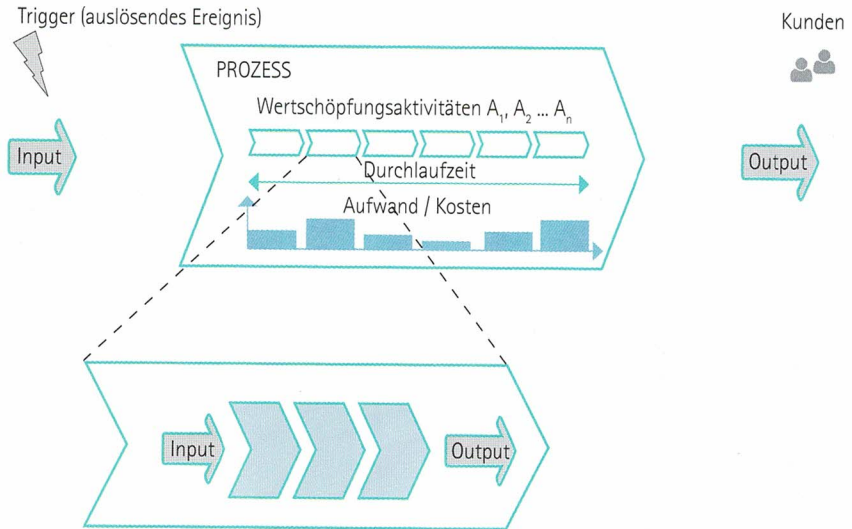 Trigger (auslösendes Ereignis)
Kunden
PROZESS
Wertschöpfungsaktivitäten A₁, A₂ ... Aₙ
Input
Durchlaufzeit
Output
Aufwand / Kosten
Input
Output